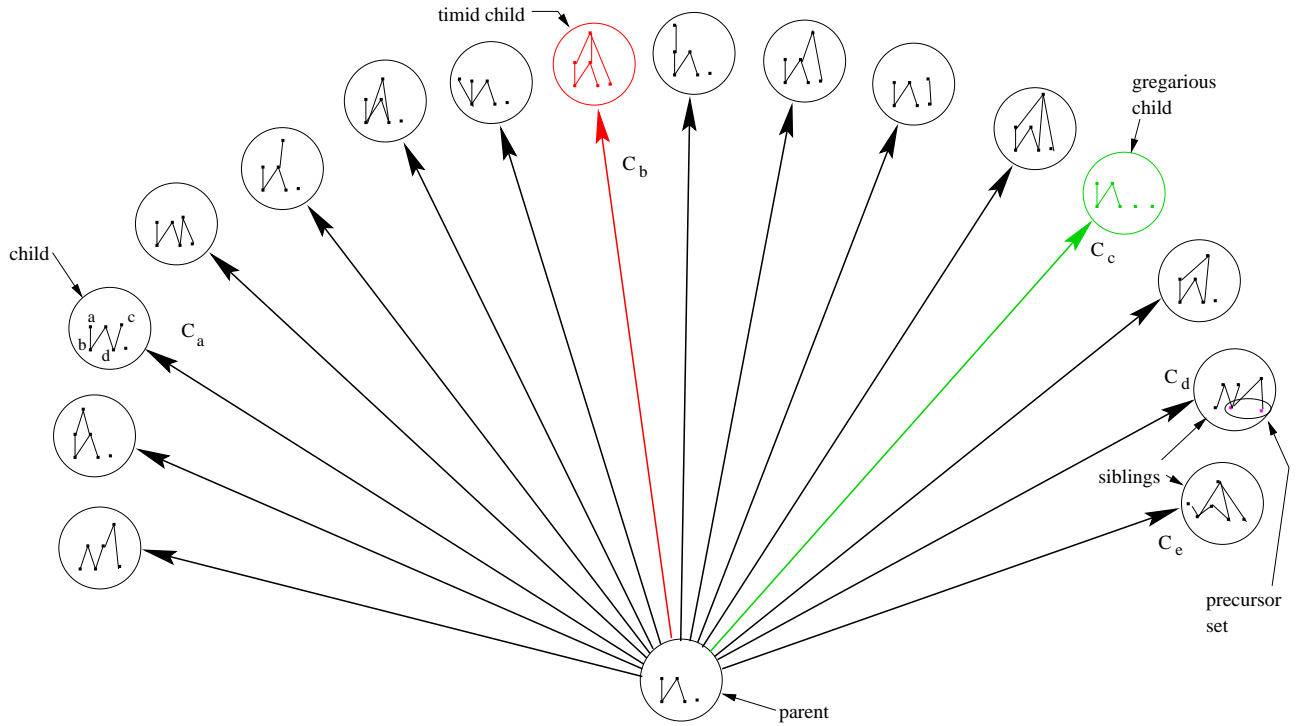 timid child
gregarious
child
C b
C c
child
C a
a
c
b
d
C d
siblings
C e
precursor
set
parent